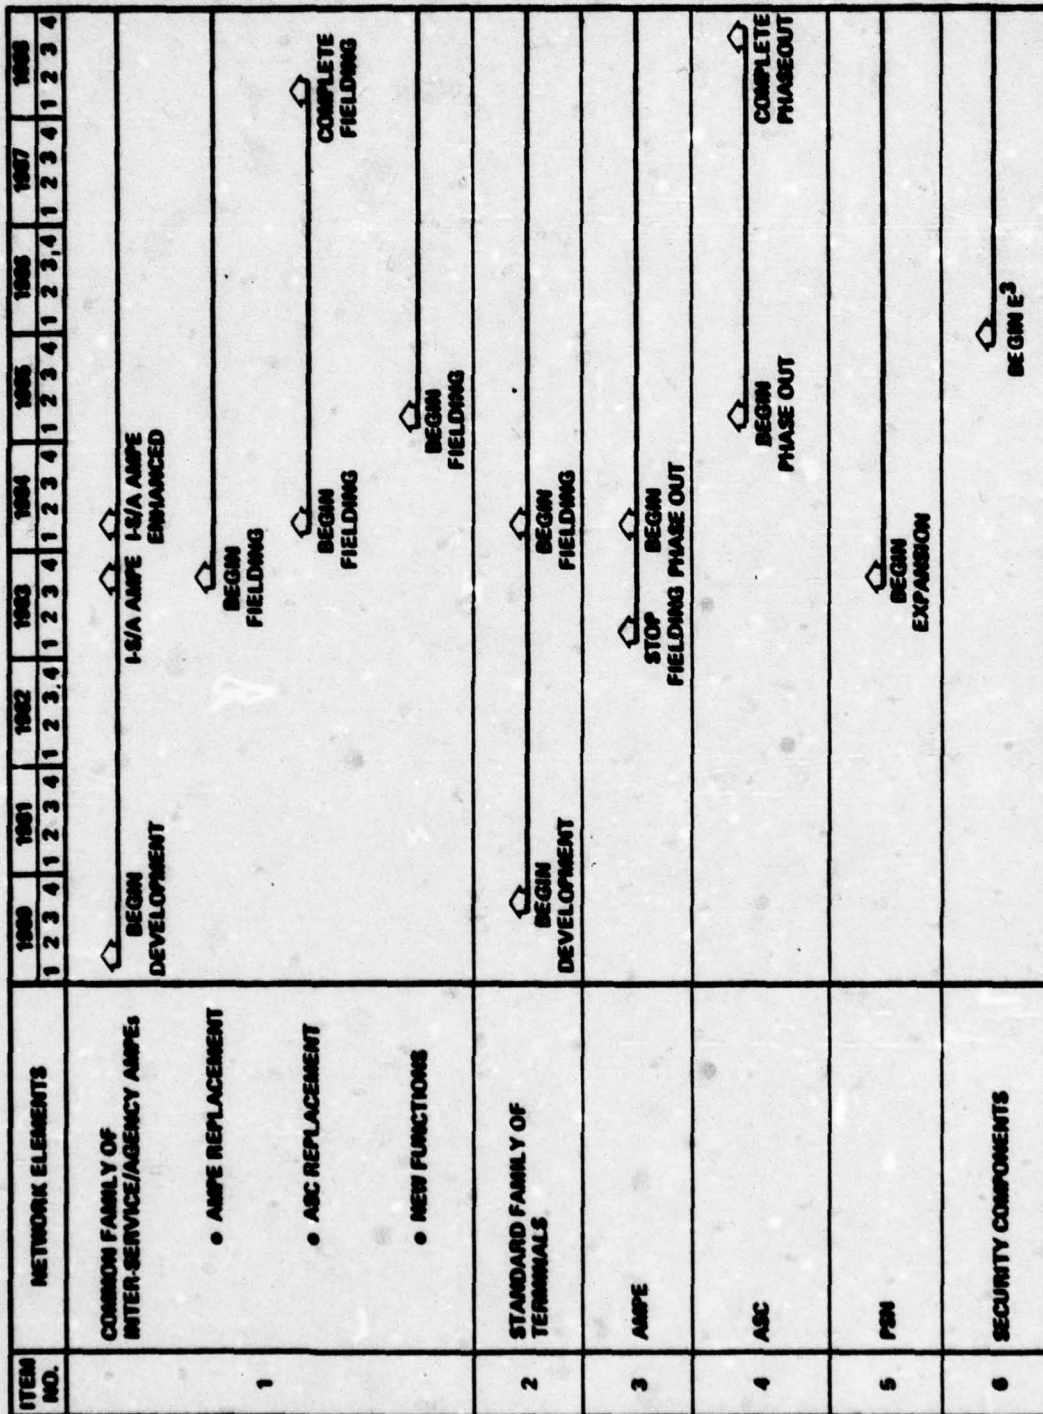 ITEM NO.
NETWORK ELEMENTS
1980 1981 1982 1983 1984 1985 1986 1987 1988
1 2 3 4 1 2 3 4 1 2 3,4 1 2 3 4 1 2 3 4 1 2 3 4 1 2 3,4 1 2 3 4 1 2 3 4
1
COMMON FAMILY OF
INTER-SERVICE/AGENCY AMPEs
BEGIN
DEVELOPMENT
I-S/A AMPE
I-S/A AMPE
ENHANCED
• AMPE REPLACEMENT
BEGIN
FIELDING
• ASC REPLACEMENT
BEGIN
FIELDING
COMPLETE
FIELDING
• NEW FUNCTIONS
BEGIN
FIELDING
2
STANDARD FAMILY OF
TERMINALS
BEGIN
DEVELOPMENT
BEGIN
FIELDING
3
AMPE
STOP
FIELDING
BEGIN
PHASE OUT
4
ASC
BEGIN
PHASE OUT
COMPLETE
PHASEOUT
5
PSN
BEGIN
EXPANSION
6
SECURITY COMPONENTS
BEGIN E³